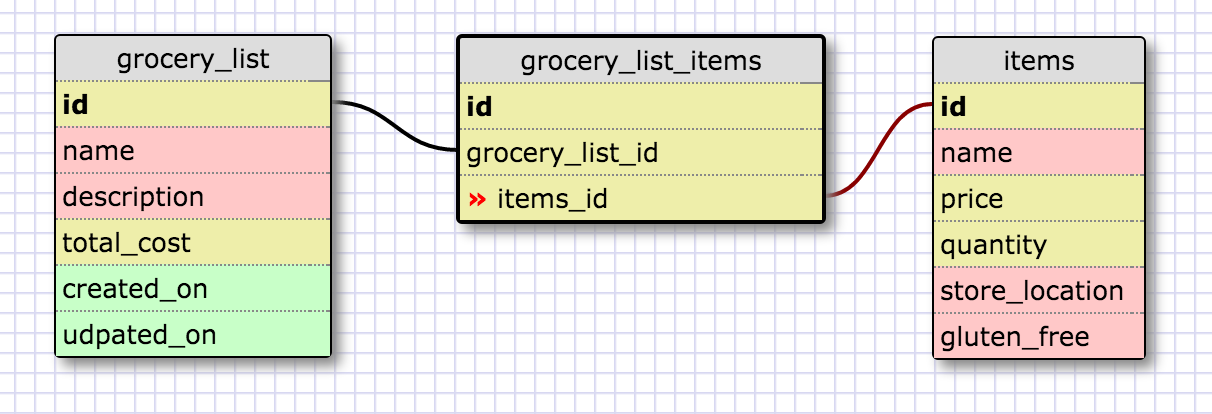 grocery_list
id
name
description
total_cost
created_on
udpated_on
grocery_list_items
id
grocery_list_id
» items_id
items
id
name
price
quantity
store_location
gluten_free